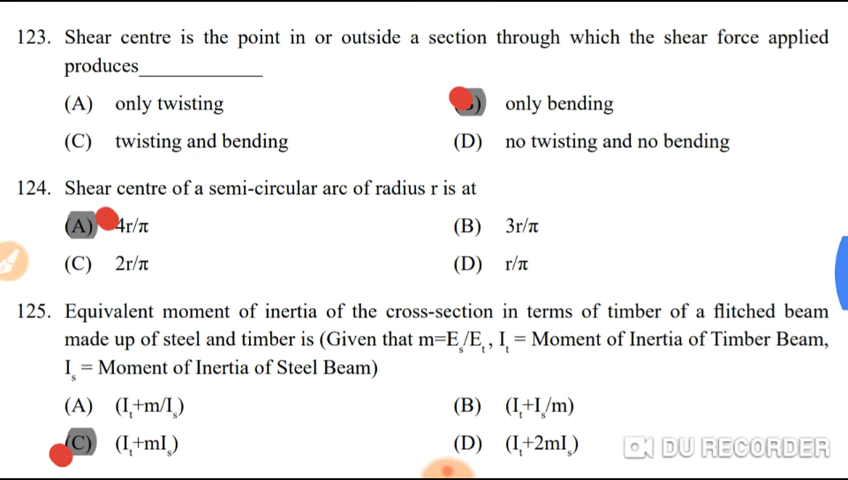 123. Shear centre is the point in or outside a section through which the shear force applied
produces____________
(A) only twisting
only bending
(C) twisting and bending
(D) no twisting and no bending
124. Shear centre of a semi-circular arc of radius r is at
(A) 4r/π
(B) 3r/π
(C) 2r/π
(D) r/π
125. Equivalent moment of inertia of the cross-section in terms of timber of a flitched beam
made up of steel and timber is (Given that m=Es/Et, It = Moment of Inertia of Timber Beam,
Is = Moment of Inertia of Steel Beam)
(A) (It+m/Is)
(B) (It+Is/m)
(C) (It+mIs)
(D) (It+2mIs)
DU RECORDER